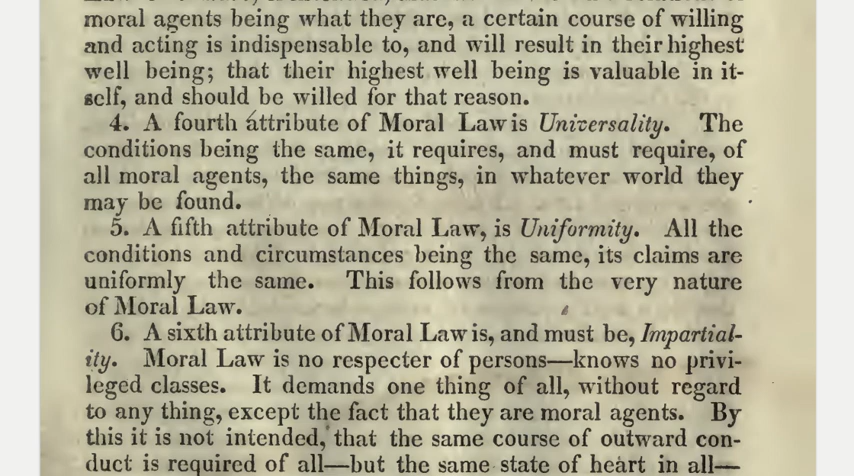 moral agents being what they are, a certain course of willing
and acting is indispensable to, and will result in their highest
well being; that their highest well being is valuable in it-
self, and should be willed for that reason.
4. A fourth attribute of Moral Law is Universality. The
conditions being the same, it requires, and must require, of
all moral agents, the same things, in whatever world they
may be found.
5. A fifth attribute of Moral Law, is Uniformity. All the
conditions and circumstances being the same, its claims are
uniformly the same. This follows from the very nature
of Moral Law.
6. A sixth attribute of Moral Law is, and must be, Impartial-
ity. Moral Law is no respecter of persons—knows no privi-
leged classes. It demands one thing of all, without regard
to any thing, except the fact that they are moral agents. By
this it is not intended, that the same course of outward con-
duct is required of all—but the same state of heart in all—